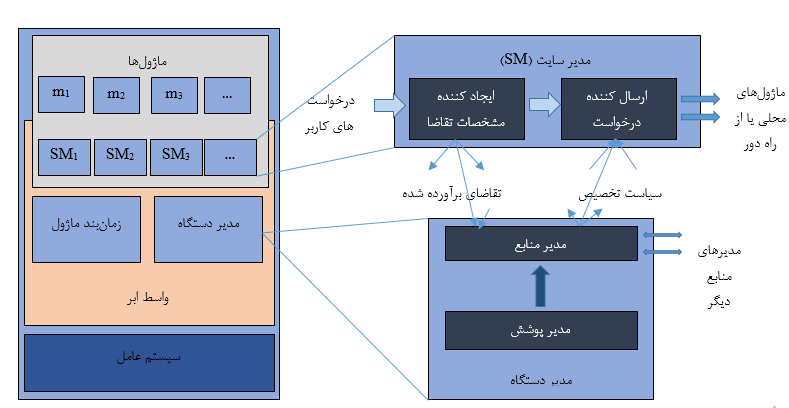 ماژول‌ها
m1
m2
m3
...
SM1
SM2
SM3
...
زمان‌بند ماژول
مدیر دستگاه
واسط ابر
سیستم عامل
مدیر سایت (SM)
درخواست
های کاربر
ایجاد کننده
مشخصات تقاضا
ارسال کننده
درخواست
ماژول‌های
محلی یا از
راه دور
تقاضای برآورده شده
سیاست تخصیص
مدیر منابع
مدیر پوشش
مدیر دستگاه
مدیرهای
منابع
دیگر